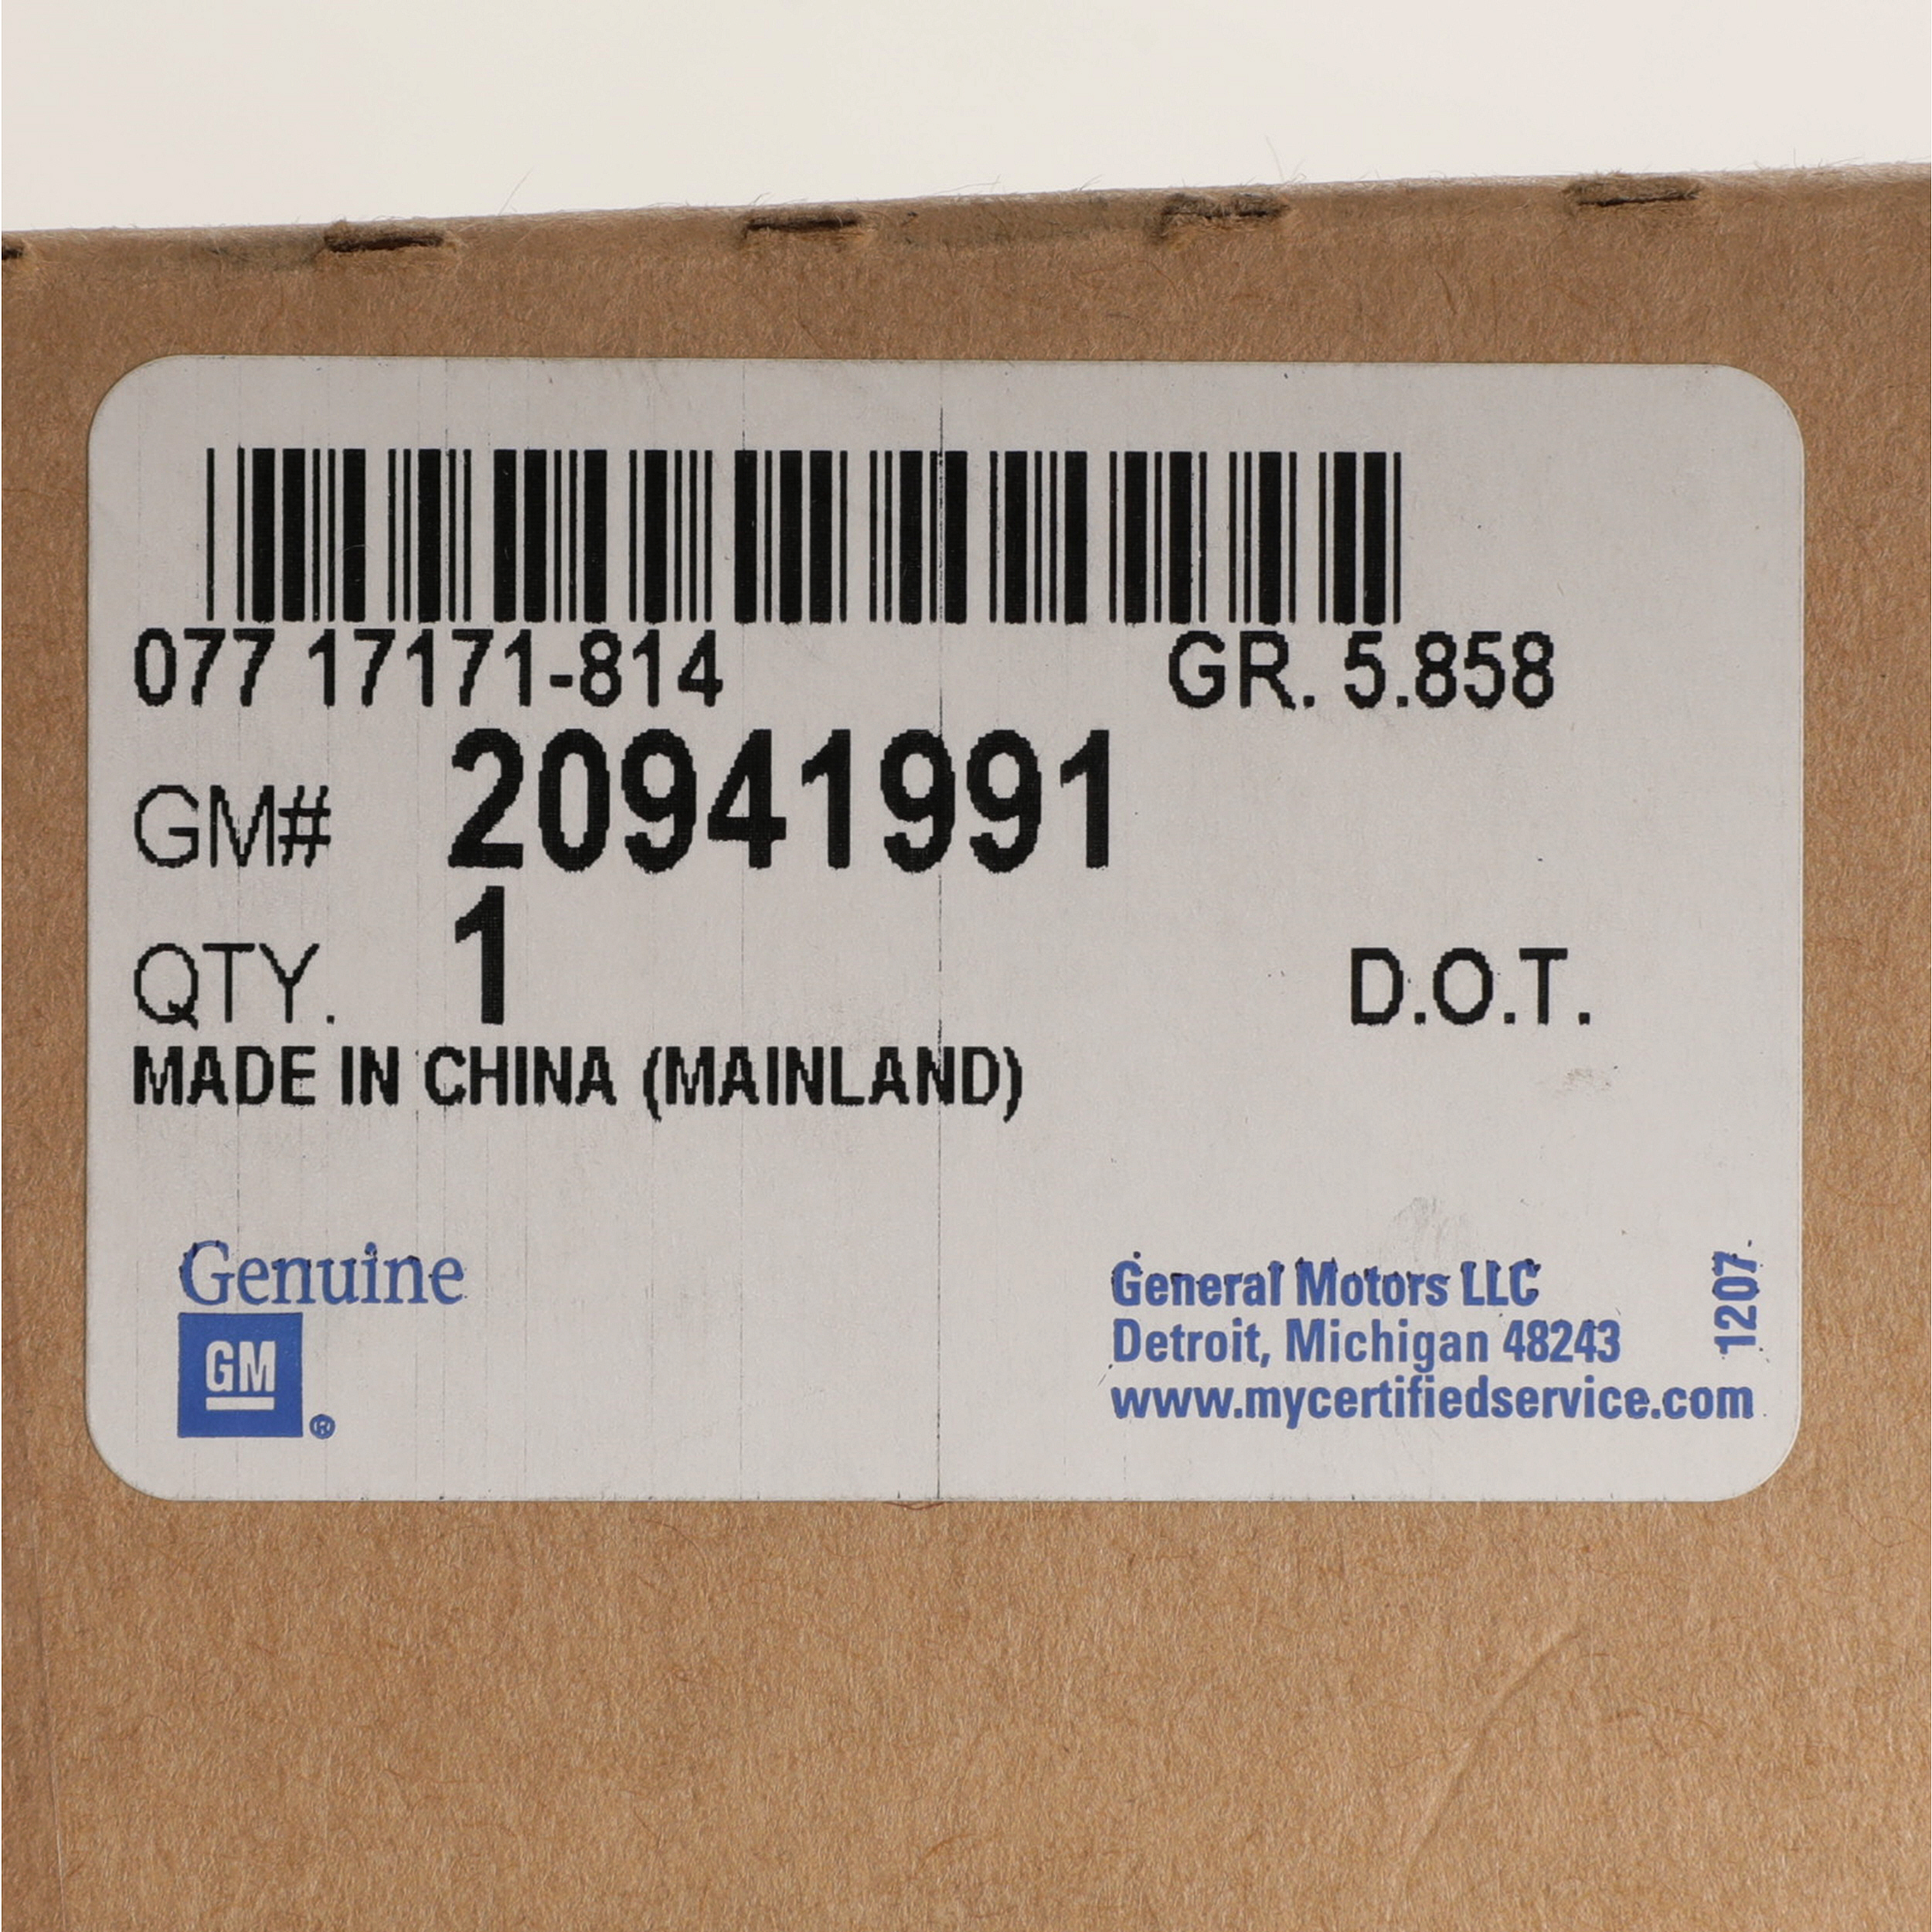 077 17171-814 GR. 5.858
GM# 20941991
QTY. 1 D.O.T.
MADE IN CHINA (MAINLAND)
Genuine
GM
®
General Motors LLC
Detroit, Michigan 48243
www.mycertifiedservice.com
1207